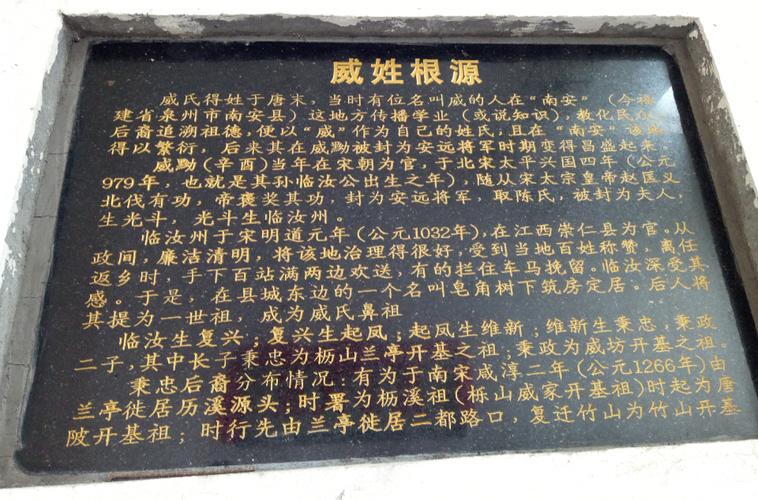 威姓根源
威氏得姓于唐末，当时有位名叫威的人在“南安”（今福
建省泉州市南安县）这地方传播学业（或说知识），教化民众，
后裔追溯祖德，便以“威”作为自己的姓氏，且在“南安”该地
得以繁衍，后来其在威勳被封为安远将军时期变得昌盛起来。
威勳（辛酉）当年在宋朝为官，于北宋太平兴国四年（公元
979年，也就是其孙临汝公出生之年），随从宋太宗皇帝赵匡义
北伐有功，帝褒奖其功，封为安远将军，取陈氏，被封为夫人，
生光斗，光斗生临汝州。
临汝州于宋明道元年（公元1032年），在江西崇仁县为官。从
政间，廉洁清明，将该地治理得很好，受到当地百姓称赞，离任
返乡时，手下百站满两边欢送，有的拦住车马挽留。临汝深受其
感。于是，在县城东边的一个名叫皂角树下筑房定居。后人将
其提为一世祖，成为威氏鼻祖
临汝生复兴；复兴生起凤；起凤生维新；维新生秉忠，秉政
二子，其中长子秉忠为栃山兰亭开基之祖；秉政为威坊开基之祖。
秉忠后裔分布情况：有为于南宋咸淳二年（公元1266年）由
兰亭徙居历溪源头；时署为栃溪祖（栎山威家开基祖）时起为唐
陂开基祖；时行先由兰亭徙居二都路口，复迁竹山为竹山开基